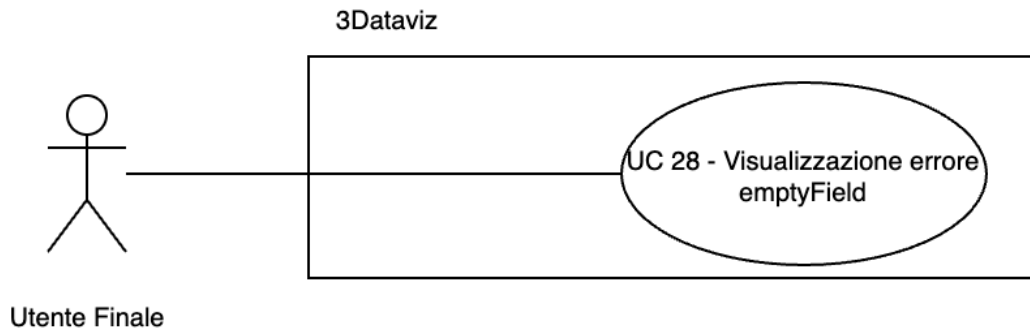 3Dataviz
UC 28 - Visualizzazione errore
emptyField
Utente Finale